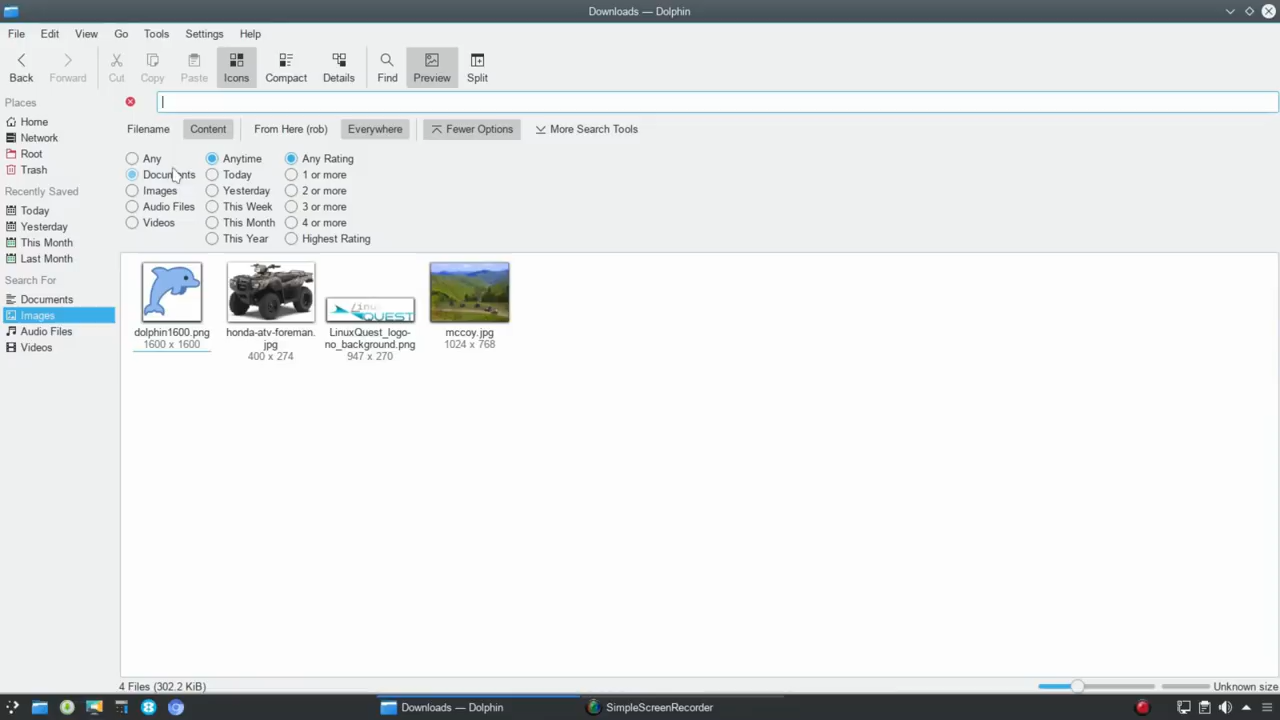 Downloads — Dolphin
File Edit View Go Tools Settings Help
Back Forward Cut Copy Paste Icons Compact Details Find Preview Split
Places
Home
Network
Root
Trash
Recently Saved
Today
Yesterday
This Month
Last Month
Search For
Documents
Images
Audio Files
Videos
Filename Content From Here (rob) Everywhere Fewer Options More Search Tools
Any Anytime Any Rating
Documents Today 1 or more
Images Yesterday 2 or more
Audio Files This Week 3 or more
Videos This Month 4 or more
This Year Highest Rating
QUEST
dolphin1600.png
1600 x 1600
honda-atv-foreman.
jpg
400 x 274
LinuxQuest_logo-
no_background.png
947 x 270
mccoy.jpg
1024 x 768
4 Files (302.2 KiB) Unknown size
Downloads — Dolphin SimpleScreenRecorder